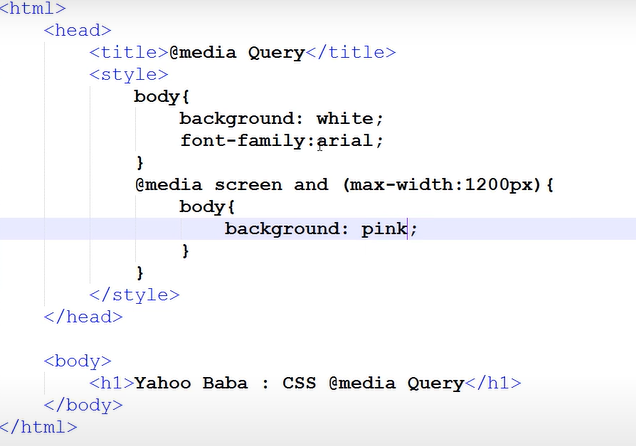 <html>
<head>
<title>@media Query</title>
<style>
body{
background: white;
font-family:arial;
}
@media screen and (max-width:1200px){
body{
background: pink;
}
}
</style>
</head>
<body>
<h1>Yahoo Baba : CSS @media Query</h1>
</body>
</html>